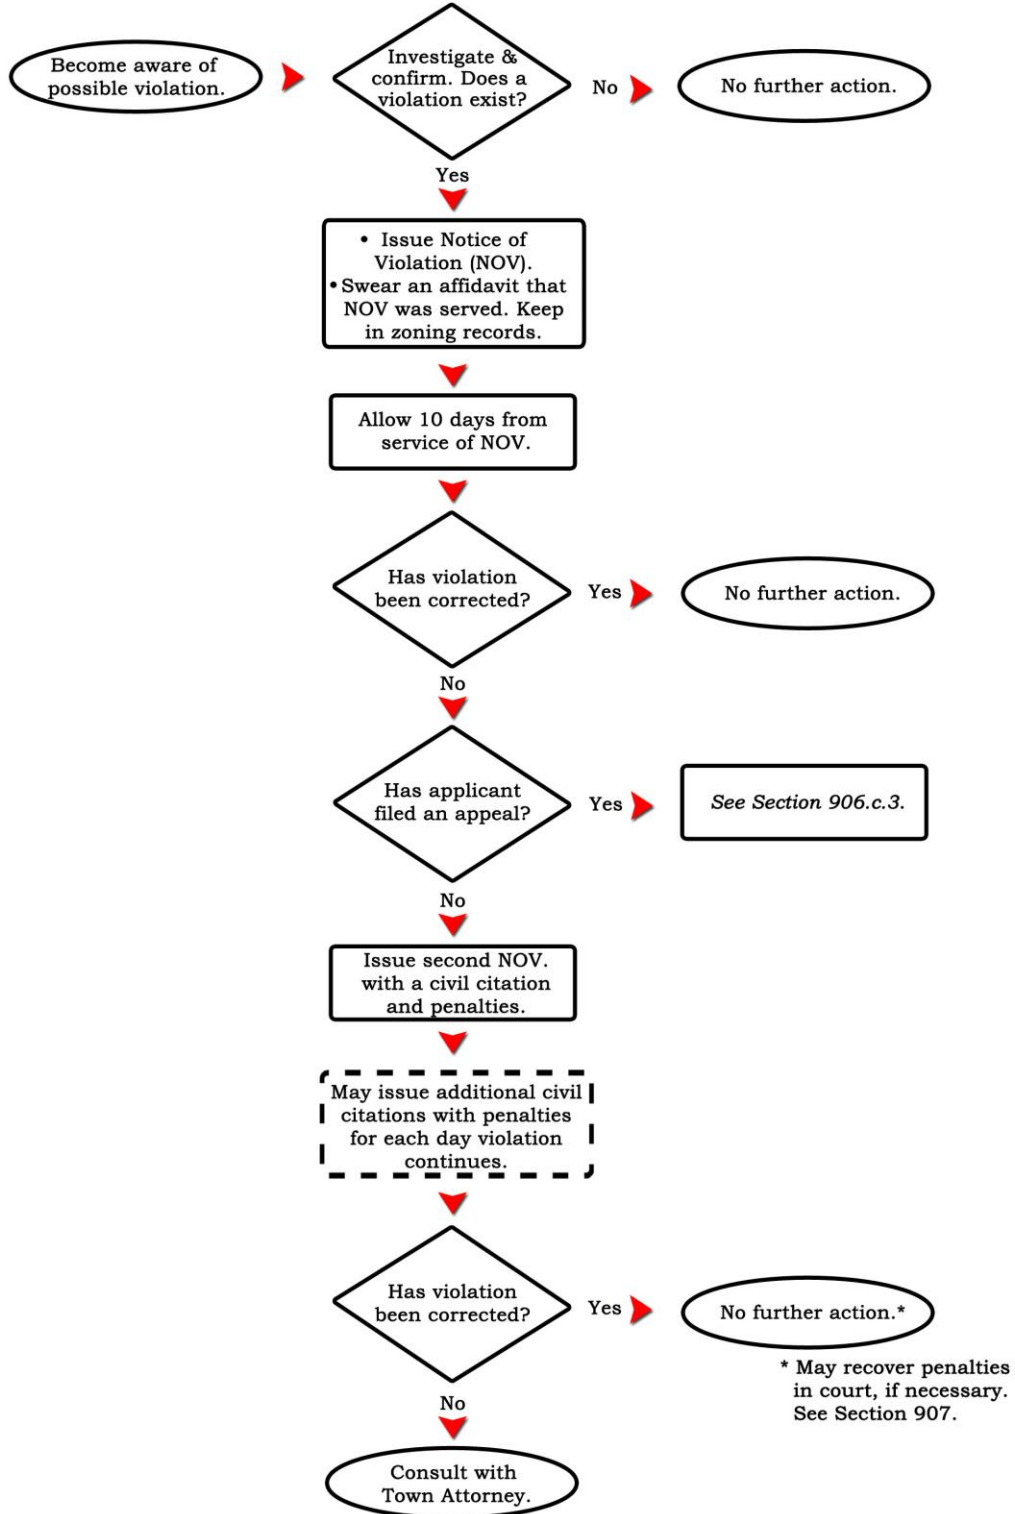 Become aware of
possible violation.
Investigate &
confirm. Does a
violation exist?
No
No further action.
Yes
• Issue Notice of
Violation (NOV).
• Swear an affidavit that
NOV was served. Keep
in zoning records.
Allow 10 days from
service of NOV.
Has violation
been corrected?
Yes
No further action.
No
Has applicant
filed an appeal?
Yes
See Section 906.c.3.
No
Issue second NOV.
with a civil citation
and penalties.
May issue additional civil
citations with penalties
for each day violation
continues.
Has violation
been corrected?
Yes
No further action.*
* May recover penalties
in court, if necessary.
See Section 907.
No
Consult with
Town Attorney.